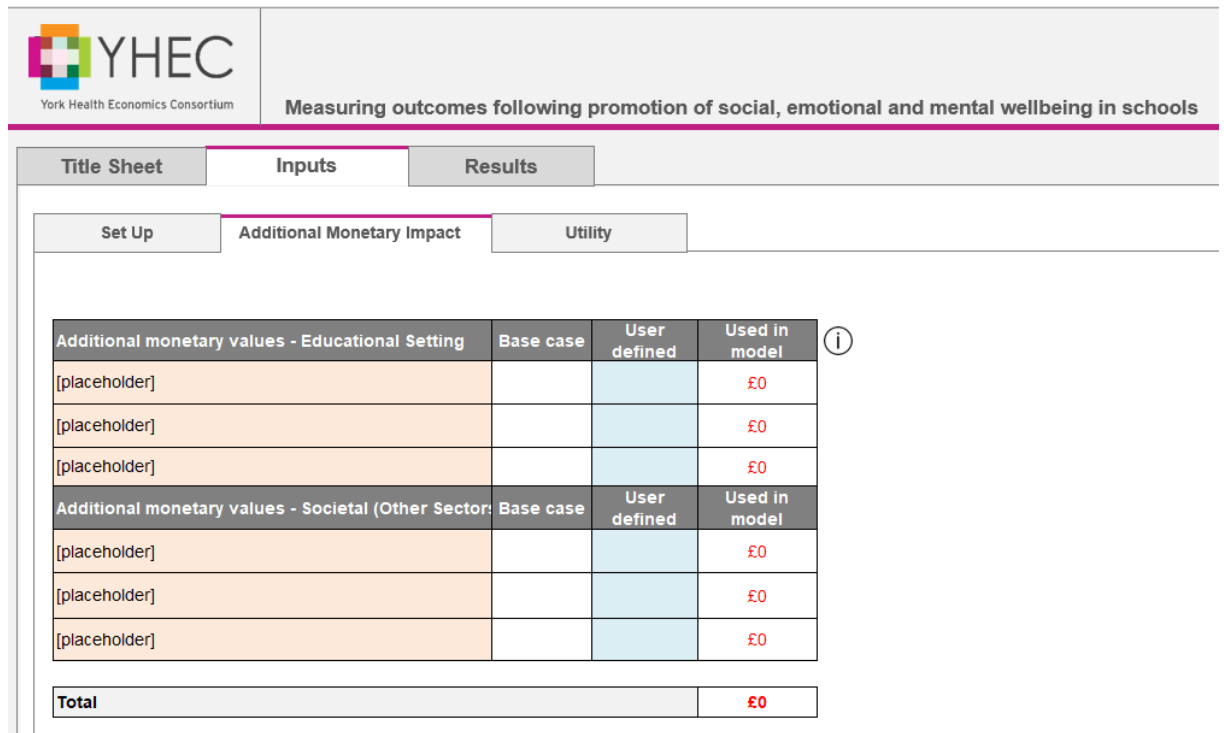 YHEC
York Health Economics Consortium
Measuring outcomes following promotion of social, emotional and mental wellbeing in schools
Title Sheet Inputs Results
Set Up Additional Monetary Impact Utility
Additional monetary values - Educational Setting Base case User defined Used in model i
[placeholder] £0
[placeholder] £0
[placeholder] £0
Additional monetary values - Societal (Other Sectors Base case User defined Used in model
[placeholder] £0
[placeholder] £0
[placeholder] £0
Total £0